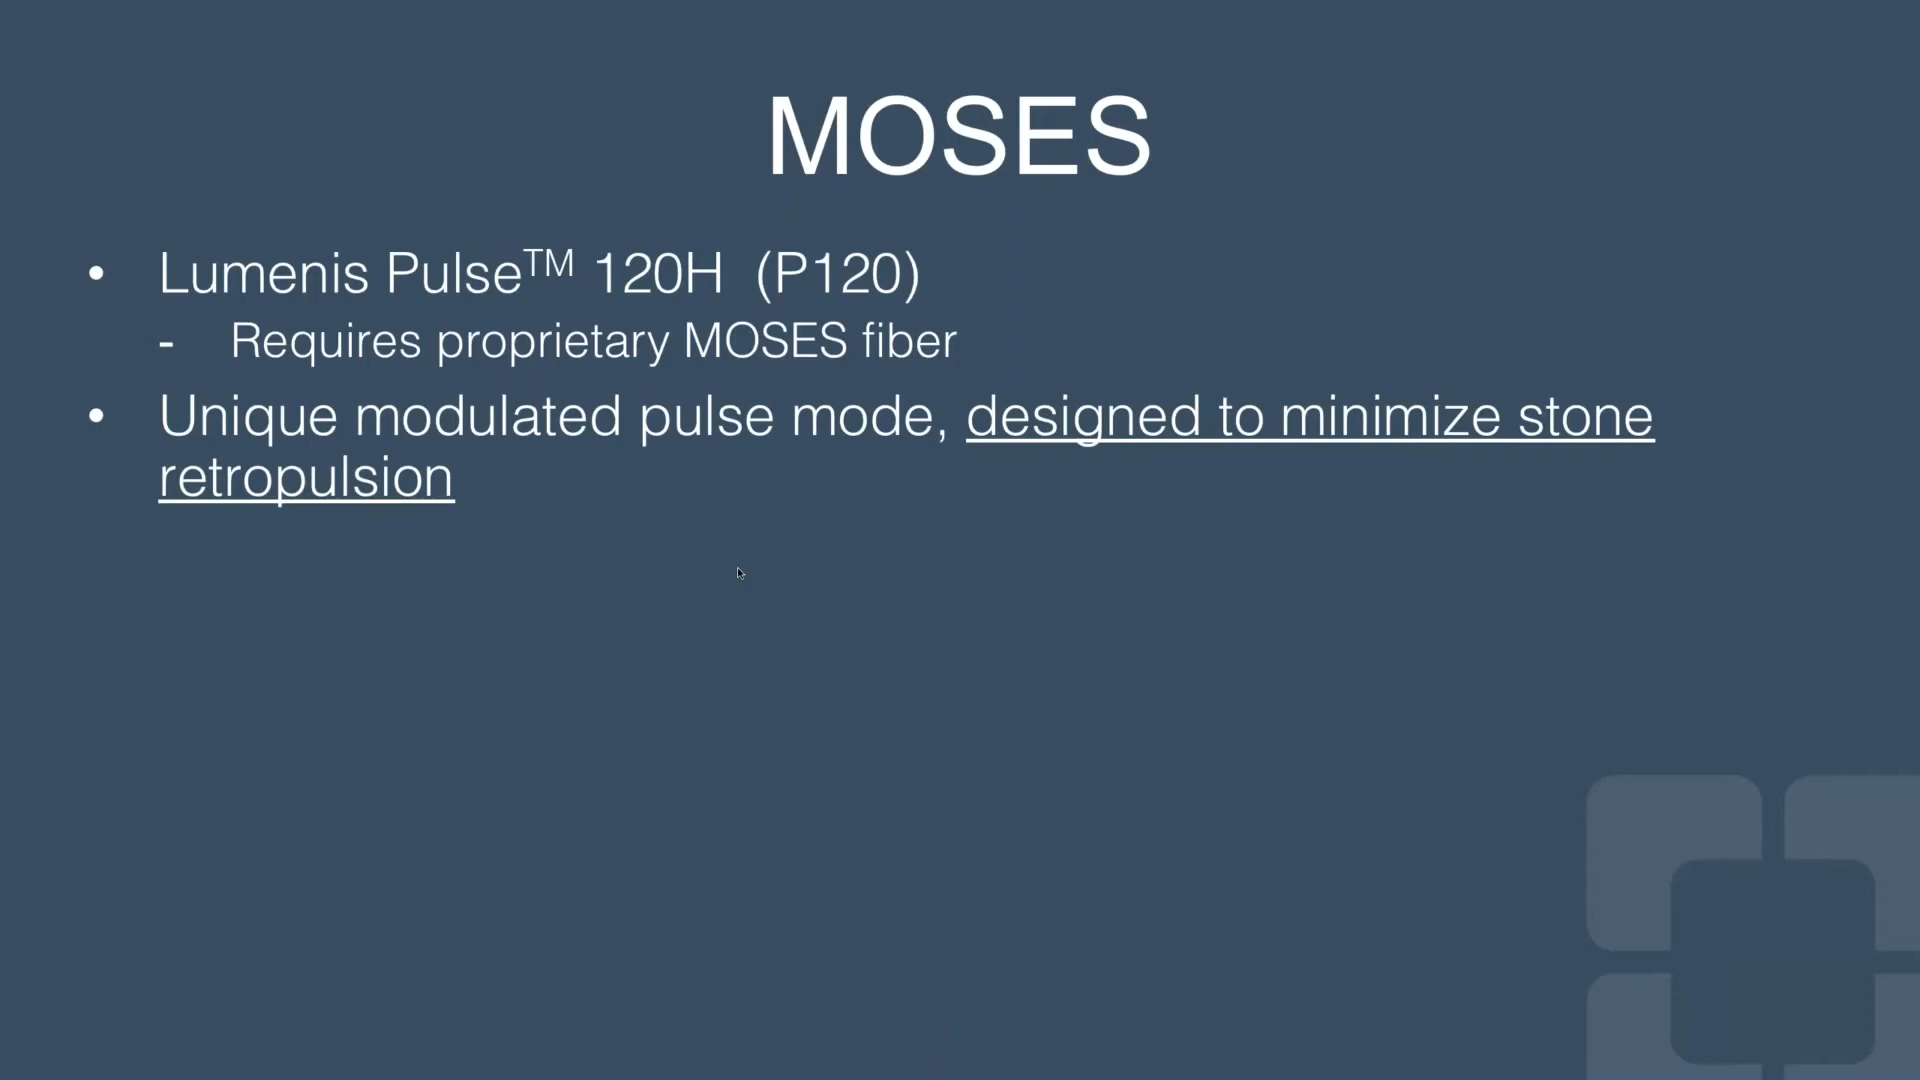 MOSES
• Lumenis Pulse™ 120H (P120)
- Requires proprietary MOSES fiber
• Unique modulated pulse mode, designed to minimize stone
retropulsion